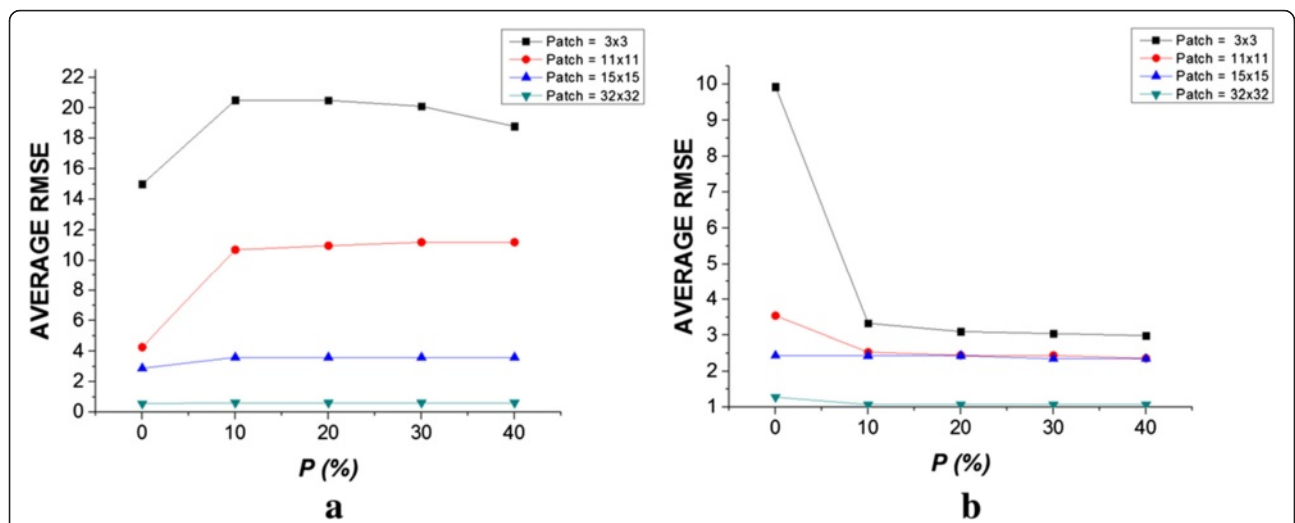 Patch = 3x3
Patch = 11x11
Patch = 15x15
Patch = 32x32
22
20
18
16
14
12
10
8
6
4
2
0
AVERAGE RMSE
0 10 20 30 40
P (%)
a
Patch = 3x3
Patch = 11x11
Patch = 15x15
Patch = 32x32
10
9
8
7
6
5
4
3
2
1
AVERAGE RMSE
0 10 20 30 40
P (%)
b